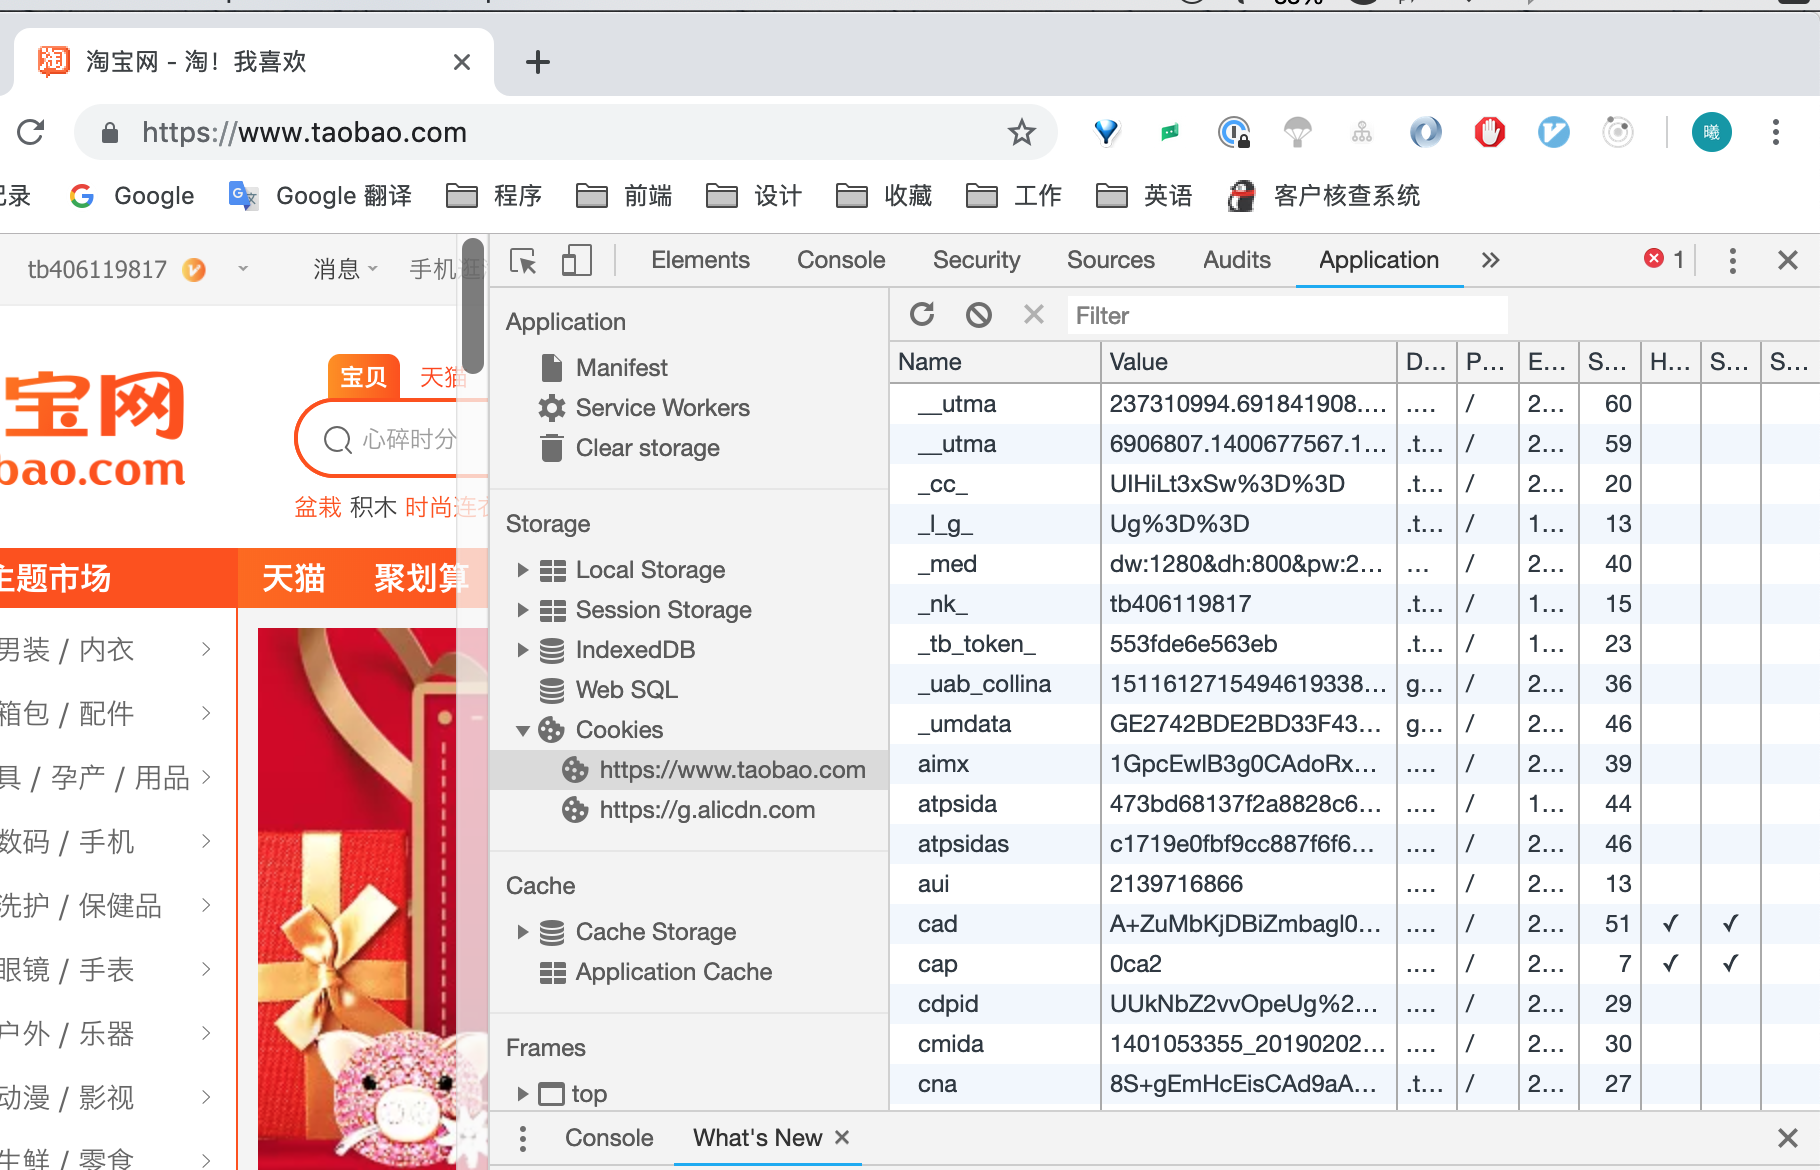 淘宝网 - 淘！我喜欢
https://www.taobao.com
曦
记录 Google Google 翻译 程序 前端 设计 收藏 工作 英语 客户核查系统
tb406119817 消息 手机逛
宝网
bao.com
宝贝 天猫
心碎时分
盆栽 积木 时尚连衣
主题市场 天猫 聚划算
男装 / 内衣
箱包 / 配件
具 / 孕产 / 用品
数码 / 手机
洗护 / 保健品
眼镜 / 手表
户外 / 乐器
动漫 / 影视
生鲜 / 零食
Elements Console Security Sources Audits Application 1
Application
Manifest
Service Workers
Clear storage
Storage
Local Storage
Session Storage
IndexedDB
Web SQL
Cookies
https://www.taobao.com
https://g.alicdn.com
Cache
Cache Storage
Application Cache
Frames
top
Filter
Name Value D... P... E... S... H... S... S...
__utma 237310994.691841908.... .... / 2... 60
__utma 6906807.1400677567.1... .t... / 2... 59
_cc_ UIHiLt3xSw%3D%3D .t... / 2... 20
_l_g_ Ug%3D%3D .t... / 1... 13
_med dw:1280&dh:800&pw:2... ... / 2... 40
_nk_ tb406119817 .t... / 1... 15
_tb_token_ 553fde6e563eb .t... / 1... 23
_uab_collina 1511612715494619338... g... / 2... 36
_umdata GE2742BDE2BD33F43... g... / 2... 46
aimx 1GpcEwlB3g0CAdoRx... .... / 2... 39
atpsida 473bd68137f2a8828c6... .... / 1... 44
atpsidas c1719e0fbf9cc887f6f6... .... / 2... 46
aui 2139716866 .... / 2... 13
cad A+ZuMbKjDBiZmbagl0... .... / 2... 51 ✓ ✓
cap 0ca2 .... / 2... 7 ✓ ✓
cdpid UUkNbZ2vvOpeUg%2... .... / 2... 29
cmida 1401053355_20190202... .... / 2... 30
cna 8S+gEmHcEisCAd9aA... .t... / 2... 27
Console What's New